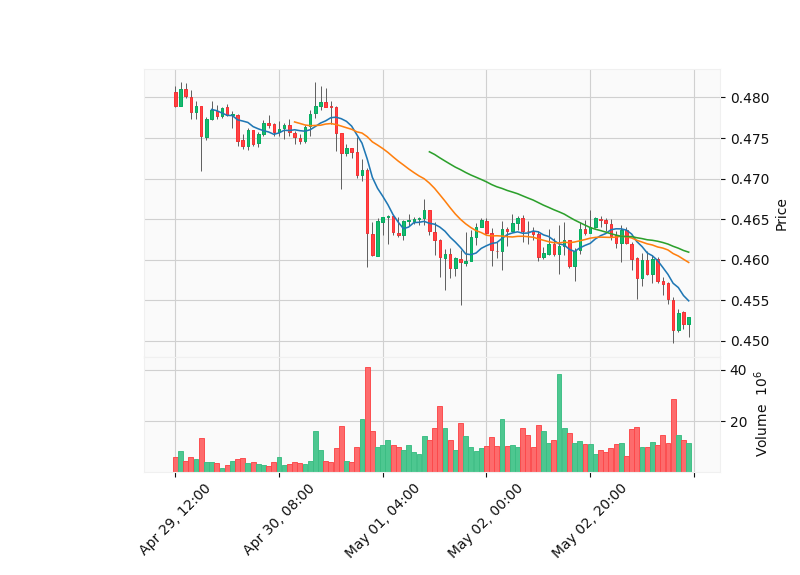 0.480
0.475
0.470
0.465
0.460
0.455
0.450
Price
40
20
Volume 10^6
Apr 29, 12:00
Apr 30, 08:00
May 01, 04:00
May 02, 00:00
May 02, 20:00